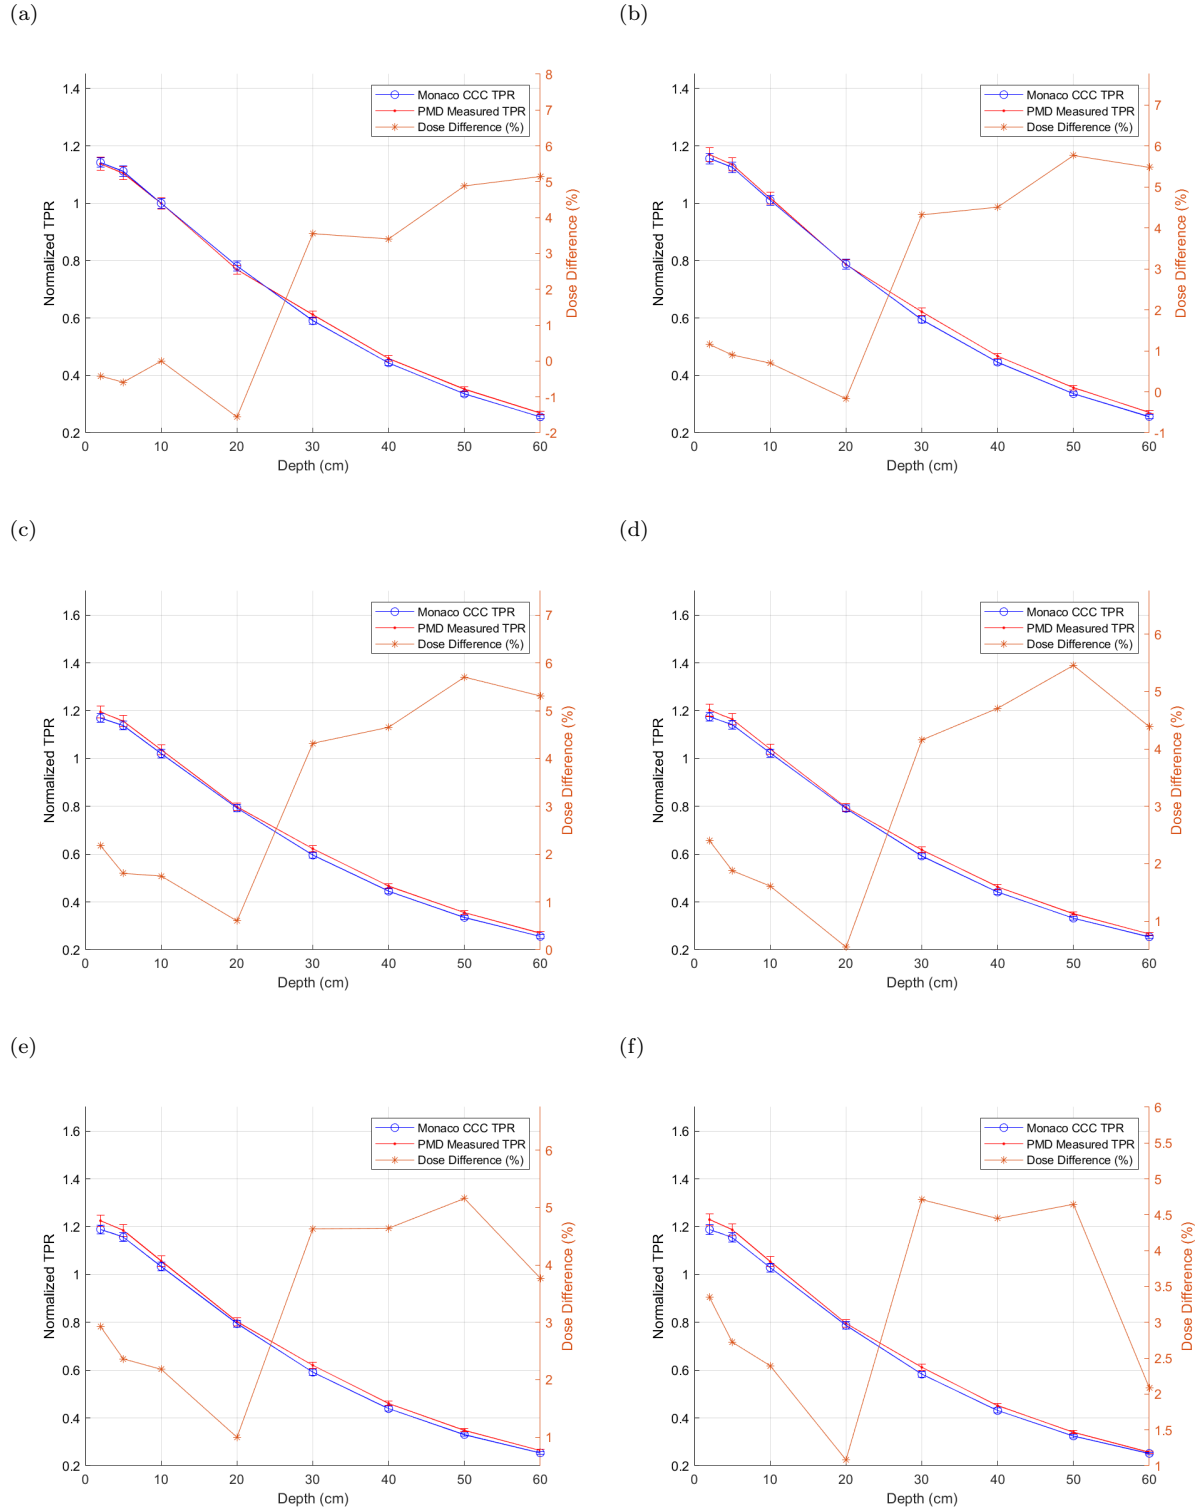 (a)
1.4
1.2
1
0.8
0.6
0.4
0.2
Normalized TPR
0 10 20 30 40 50 60
Depth (cm)
8
7
6
5
4
3
2
1
0
-1
-2
Dose Difference (%)
Monaco CCC TPR
PMD Measured TPR
Dose Difference (%)
(b)
1.4
1.2
1
0.8
0.6
0.4
0.2
Normalized TPR
0 10 20 30 40 50 60
Depth (cm)
7
6
5
4
3
2
1
0
-1
Dose Difference (%)
Monaco CCC TPR
PMD Measured TPR
Dose Difference (%)
(c)
1.6
1.4
1.2
1
0.8
0.6
0.4
0.2
Normalized TPR
0 10 20 30 40 50 60
Depth (cm)
7
6
5
4
3
2
1
0
Dose Difference (%)
Monaco CCC TPR
PMD Measured TPR
Dose Difference (%)
(d)
1.6
1.4
1.2
1
0.8
0.6
0.4
0.2
Normalized TPR
0 10 20 30 40 50 60
Depth (cm)
6
5
4
3
2
1
Dose Difference (%)
Monaco CCC TPR
PMD Measured TPR
Dose Difference (%)
(e)
1.6
1.4
1.2
1
0.8
0.6
0.4
0.2
Normalized TPR
0 10 20 30 40 50 60
Depth (cm)
6
5
4
3
2
1
Dose Difference (%)
Monaco CCC TPR
PMD Measured TPR
Dose Difference (%)
(f)
1.6
1.4
1.2
1
0.8
0.6
0.4
0.2
Normalized TPR
0 10 20 30 40 50 60
Depth (cm)
6
5.5
5
4.5
4
3.5
3
2.5
2
1.5
1
Dose Difference (%)
Monaco CCC TPR
PMD Measured TPR
Dose Difference (%)